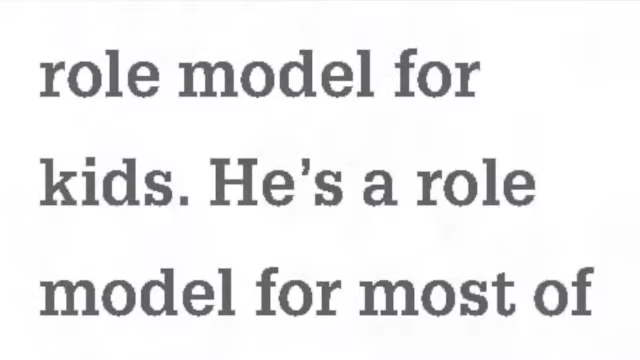 role model for
kids. He’s a role
model for most of